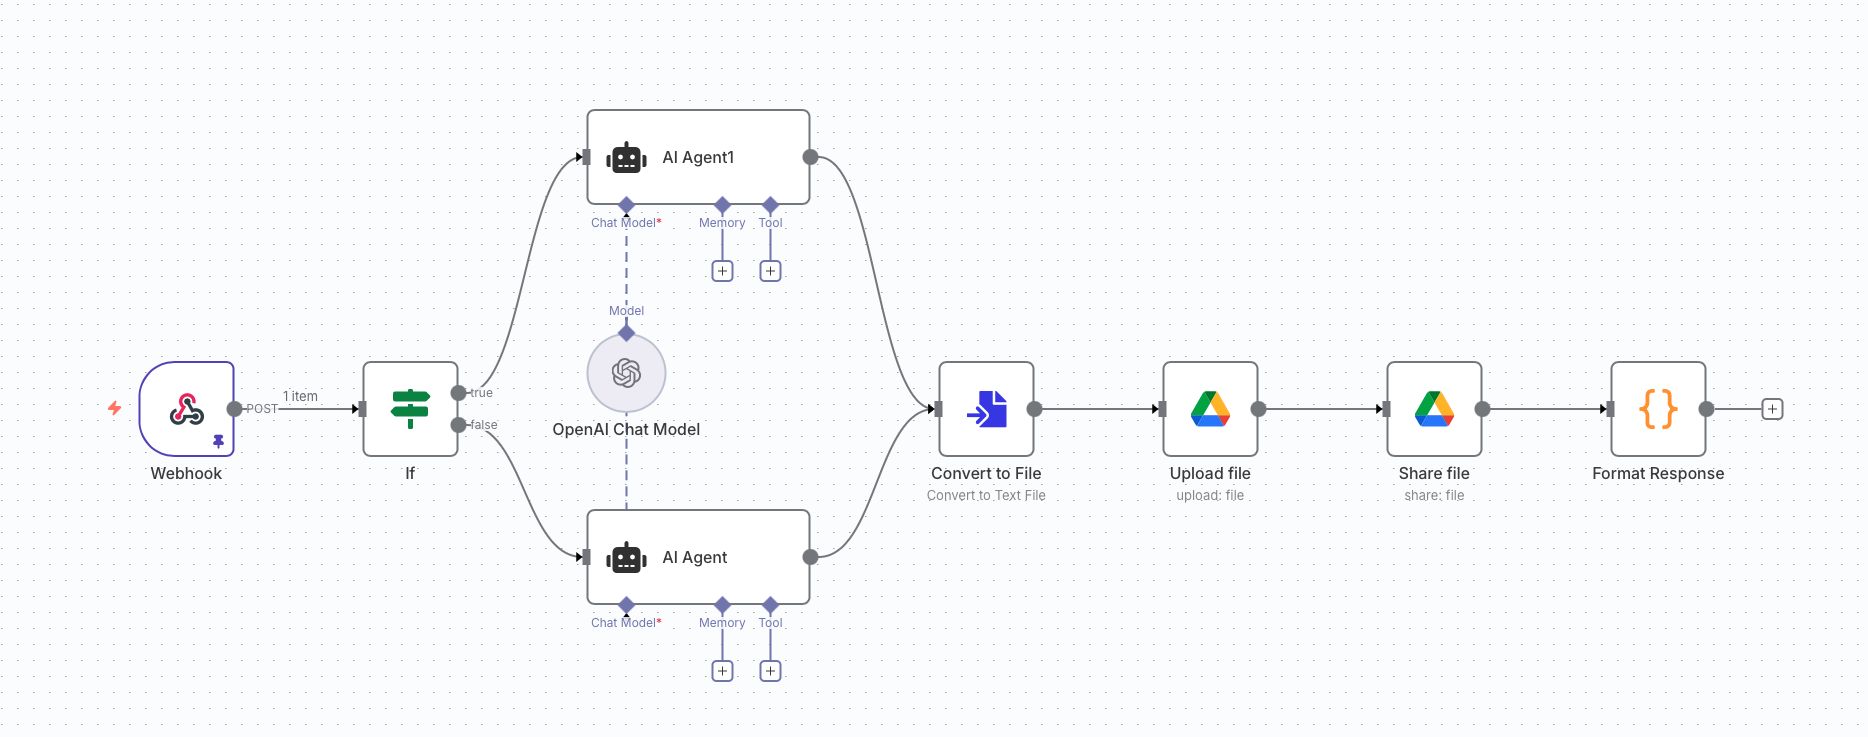 AI Agent1
Chat Model*
Memory
Tool
Model
POST
1 item
true
false
OpenAI Chat Model
Webhook
If
Convert to File
Convert to Text File
Upload file
upload: file
Share file
share: file
Format Response
AI Agent
Chat Model*
Memory
Tool